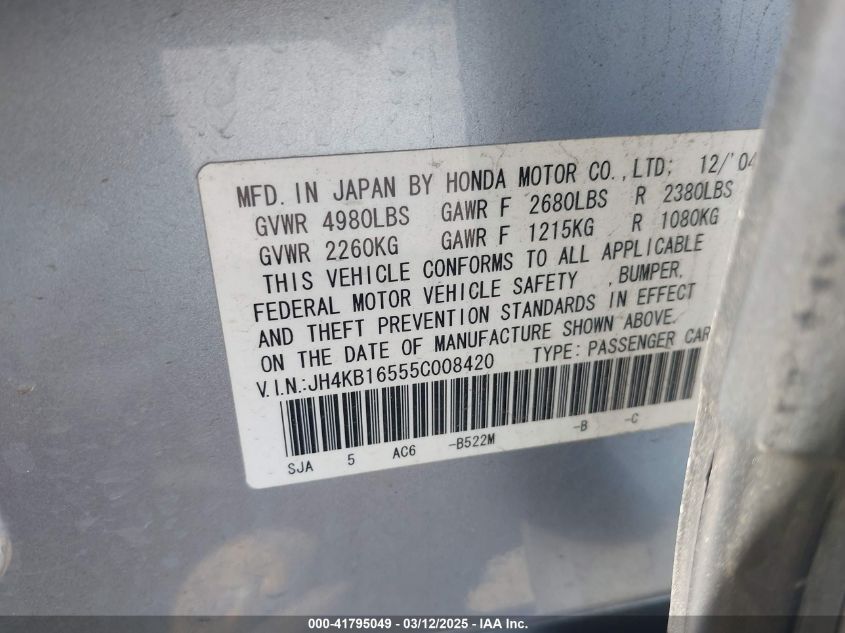 MFD. IN JAPAN BY HONDA MOTOR CO., LTD; 12/'04
GVWR 4980LBS GAWR F 2680LBS R 2380LBS
GVWR 2260KG GAWR F 1215KG R 1080KG
THIS VEHICLE CONFORMS TO ALL APPLICABLE
FEDERAL MOTOR VEHICLE SAFETY , BUMPER,
AND THEFT PREVENTION STANDARDS IN EFFECT
ON THE DATE OF MANUFACTURE SHOWN ABOVE.
V.I.N.:JH4KB16555C008420 TYPE: PASSENGER CAR
SJA 5 AC6 -B522M -B -C
000-41795049 - 03/12/2025 - IAA Inc.